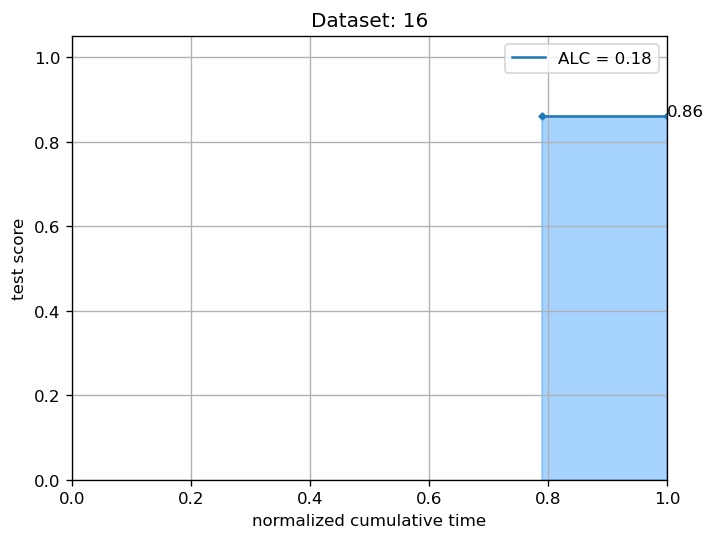 Dataset: 16
ALC = 0.18
0.86
1.0
0.8
0.6
0.4
0.2
0.0
test score
0.0 0.2 0.4 0.6 0.8 1.0
normalized cumulative time